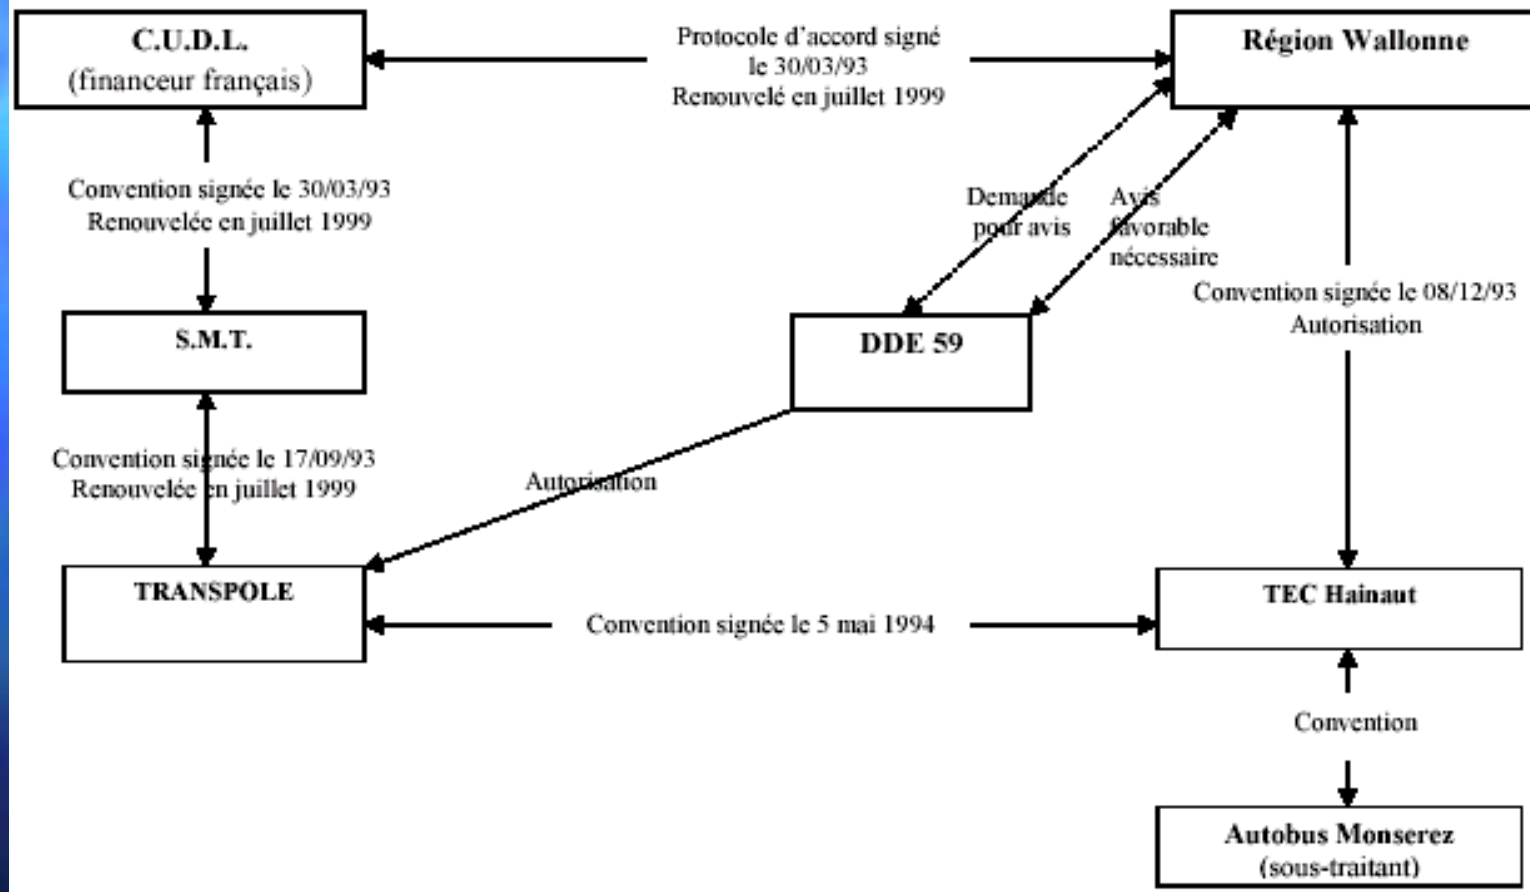 C.U.D.L.
(financeur français)
Protocole d'accord signé
le 30/03/93
Renouvelé en juillet 1999
Région Wallonne
Convention signée le 30/03/93
Renouvelée en juillet 1999
Demande
pour avis
Avis
favorable
nécessaire
Convention signée le 08/12/93
Autorisation
S.M.T.
DDE 59
Convention signée le 17/09/93
Renouvelée en juillet 1999
Autorisation
TRANSPOLE
Convention signée le 5 mai 1994
TEC Hainaut
Convention
Autobus Monserez
(sous-traitant)